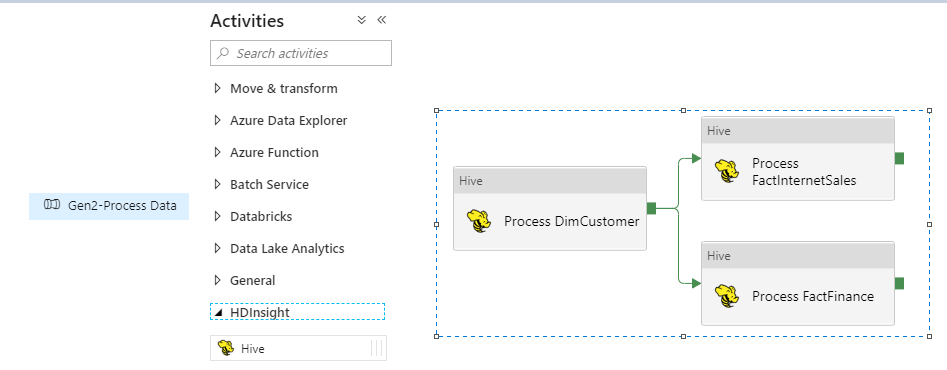 Gen2-Process Data
Activities
Search activities
Move & transform
Azure Data Explorer
Azure Function
Batch Service
Databricks
Data Lake Analytics
General
HDInsight
Hive
Hive
Process DimCustomer
Hive
Process
FactInternetSales
Hive
Process FactFinance